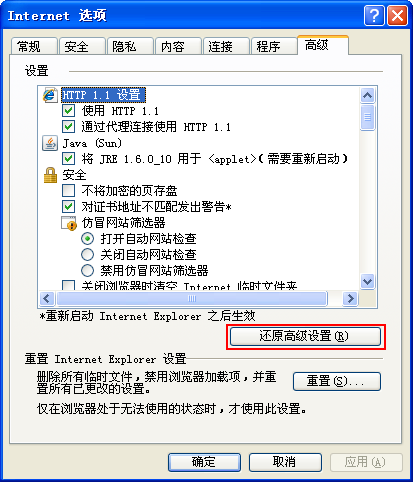 Internet 选项
常规 安全 隐私 内容 连接 程序 高级
设置
HTTP 1.1 设置
使用 HTTP 1.1
通过代理连接使用 HTTP 1.1
Java (Sun)
将 JRE 1.6.0_10 用于 <applet>(需要重新启动)
安全
不将加密的页存盘
对证书地址不匹配发出警告*
仿冒网站筛选器
打开自动网站检查
关闭自动网站检查
禁用仿冒网站筛选器
关闭浏览器时清空 Internet 临时文件夹
*重新启动 Internet Explorer 之后生效
还原高级设置(R)
重置 Internet Explorer 设置
删除所有临时文件，禁用浏览器加载项，并重
置所有已更改的设置。
重置(S)...
仅在浏览器处于无法使用的状态时，才使用此设置。
确定 取消 应用(A)